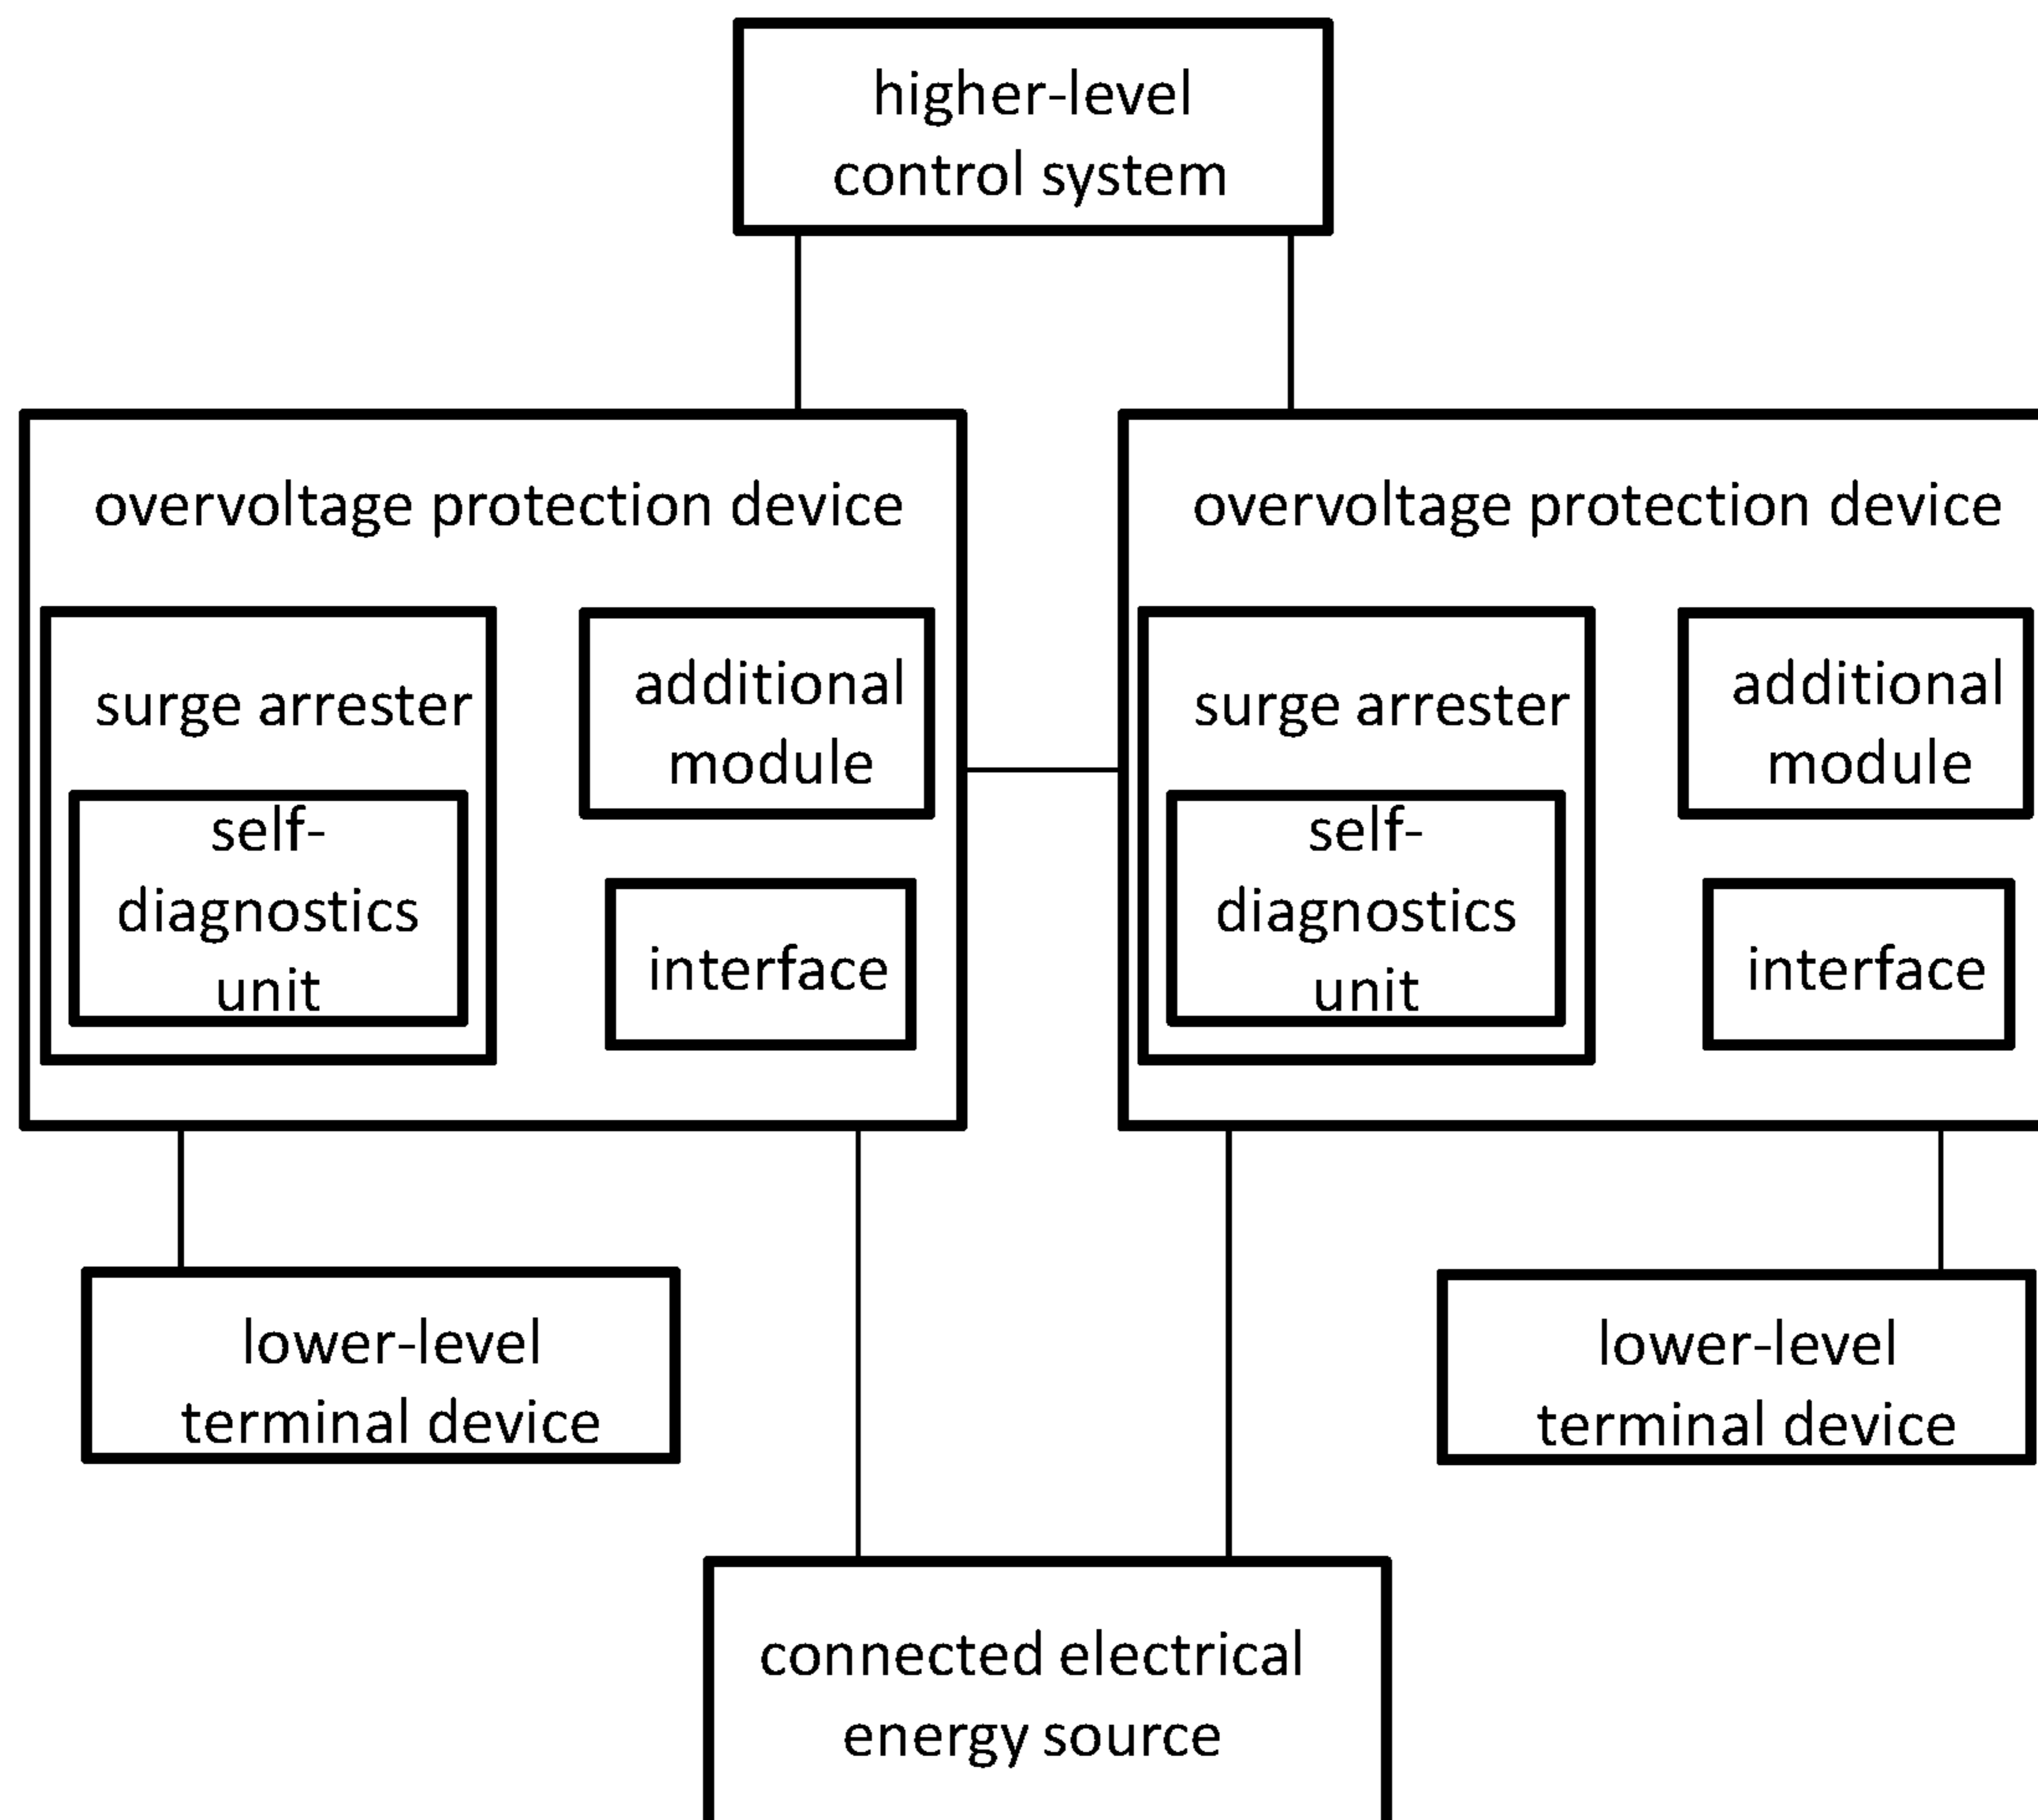 higher-level
control system
overvoltage protection device
surge arrester
self-
diagnostics
unit
additional
module
interface
overvoltage protection device
surge arrester
self-
diagnostics
unit
additional
module
interface
lower-level
terminal device
lower-level
terminal device
connected electrical
energy source